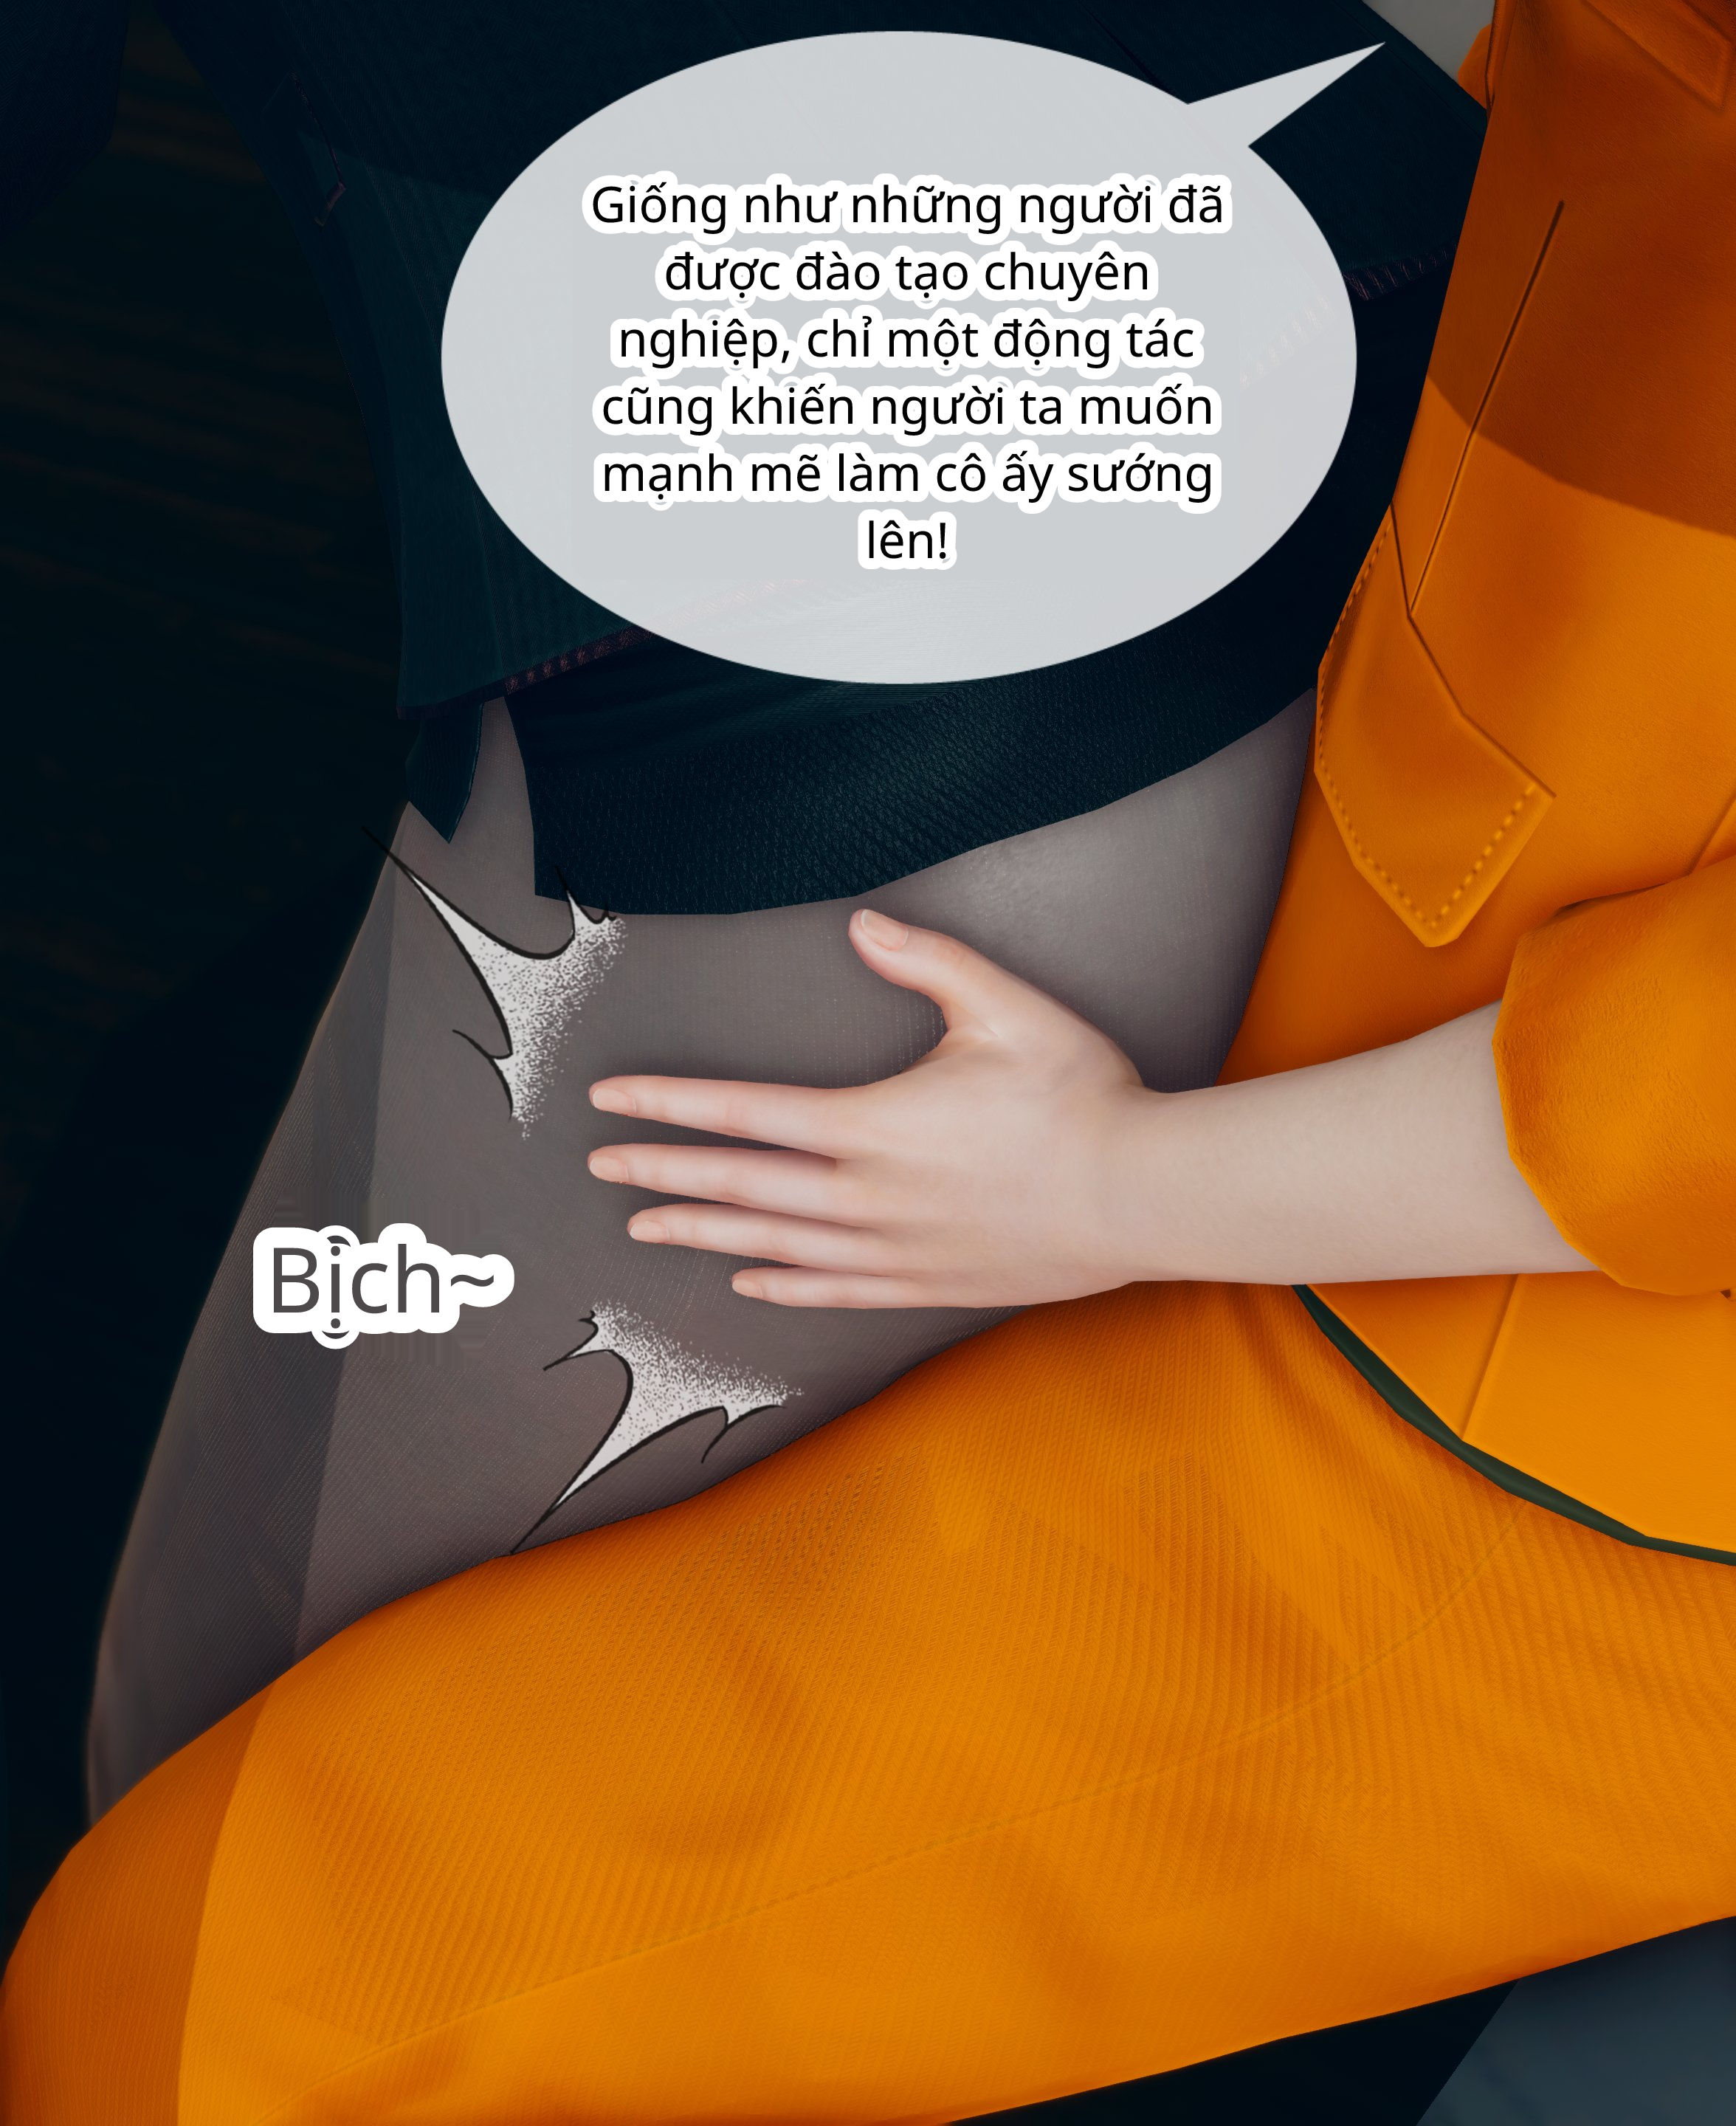 Giống như những người đã
được đào tạo chuyên
nghiệp, chỉ một động tác
cũng khiến người ta muốn
mạnh mẽ làm cô ấy sướng
lên!
Bịch~